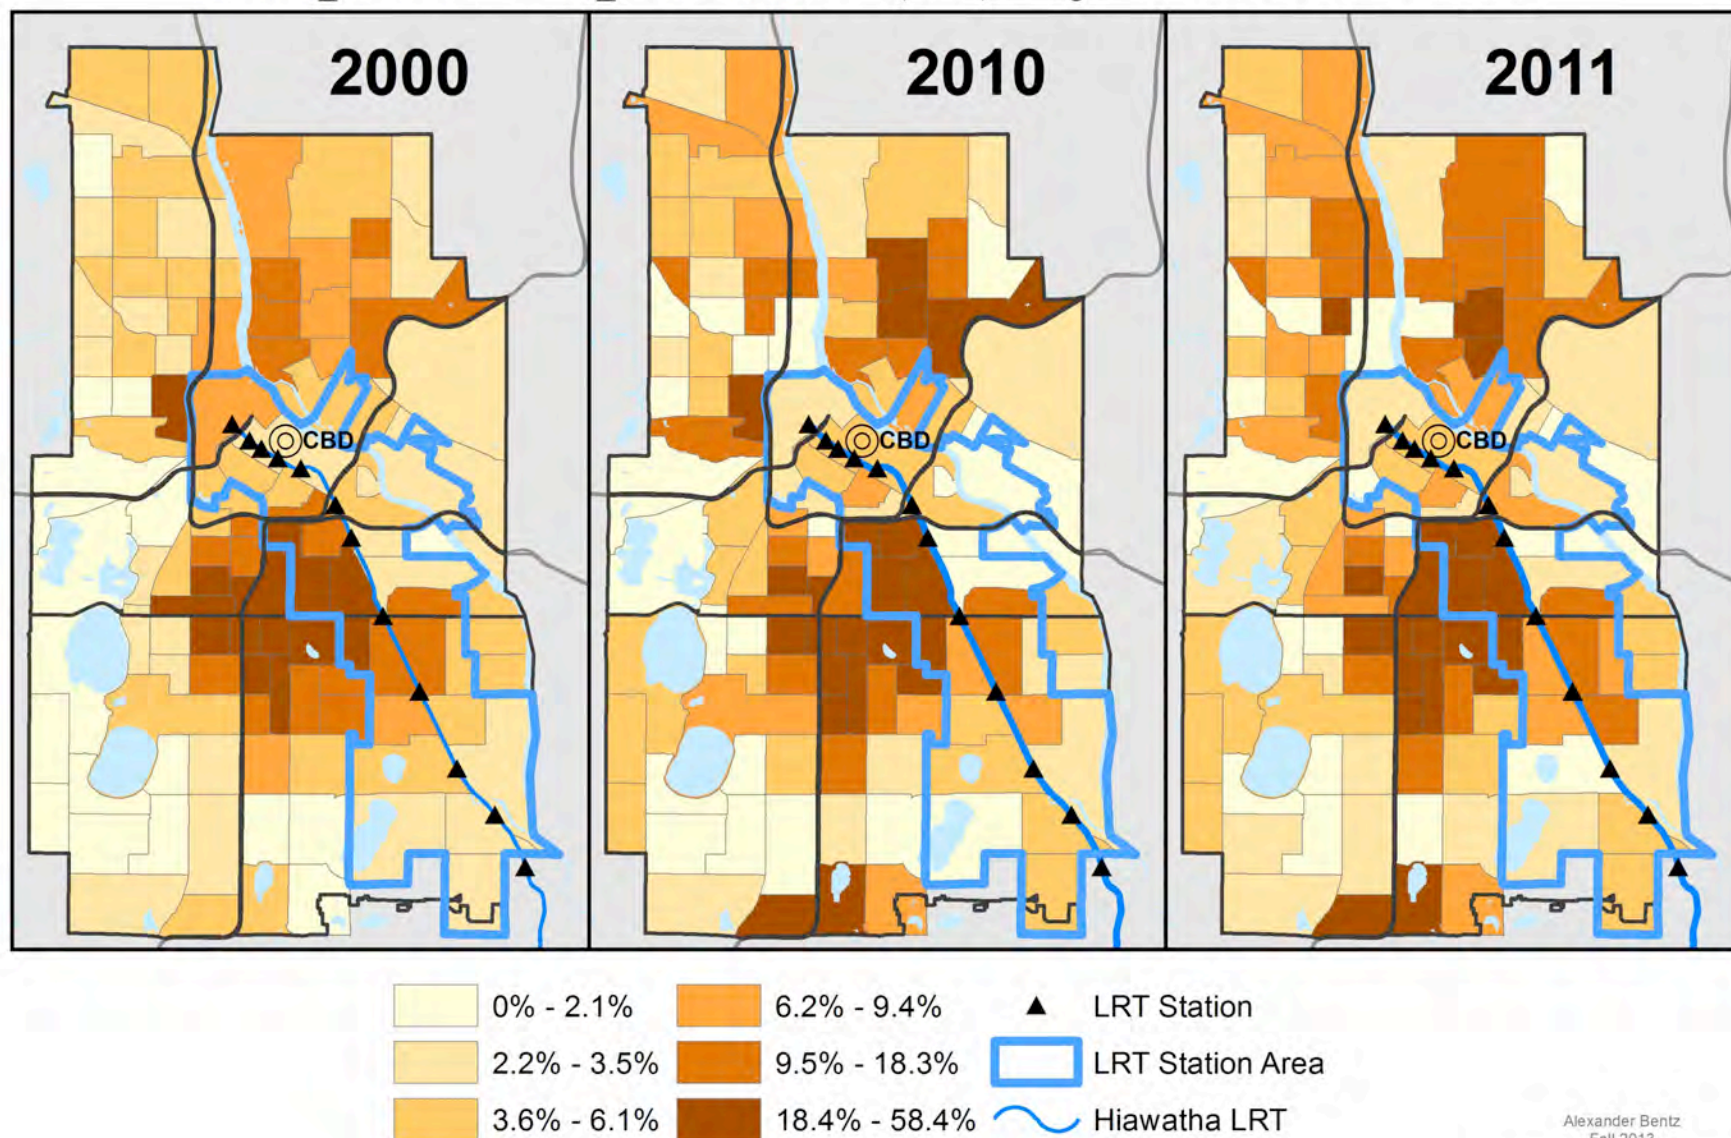 2000 2010 2011
CBD CBD CBD
0% - 2.1% 6.2% - 9.4% LRT Station
2.2% - 3.5% 9.5% - 18.3% LRT Station Area
3.6% - 6.1% 18.4% - 58.4% Hiawatha LRT
Alexander Bentz